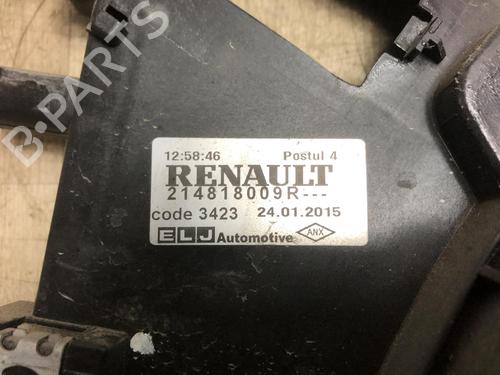 B-PARTS
12:58:46 Postul 4
RENAULT
214818009R---
code 3423 24.01.2015
ELJ Automotive ANX